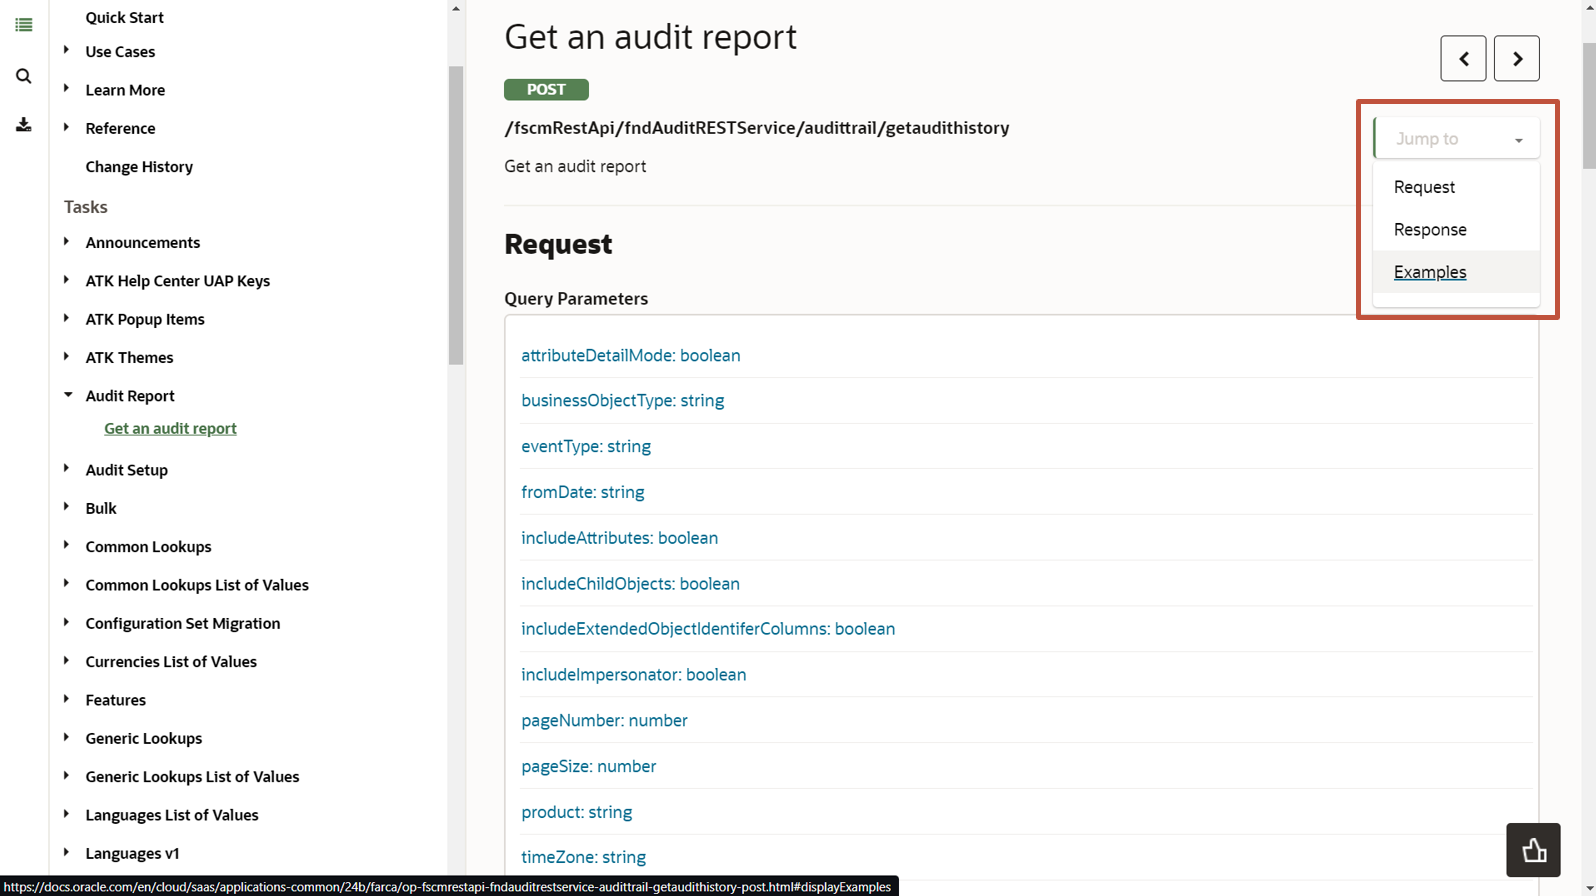 Quick Start
Use Cases
Learn More
Reference
Change History
Tasks
Announcements
ATK Help Center UAP Keys
ATK Popup Items
ATK Themes
Audit Report
Get an audit report
Audit Setup
Bulk
Common Lookups
Common Lookups List of Values
Configuration Set Migration
Currencies List of Values
Features
Generic Lookups
Generic Lookups List of Values
Languages List of Values
Languages v1
Get an audit report
POST
/fscmRestApi/fndAuditRESTService/audittrail/getaudithistory
Get an audit report
Jump to
Request
Response
Examples
Request
Query Parameters
attributeDetailMode: boolean
businessObjectType: string
eventType: string
fromDate: string
includeAttributes: boolean
includeChildObjects: boolean
includeExtendedObjectIdentiferColumns: boolean
includeImpersonator: boolean
pageNumber: number
pageSize: number
product: string
timeZone: string
https://docs.oracle.com/en/cloud/saas/applications-common/24b/farca/op-fscmrestapi-fndauditrestservice-audittrail-getaudithistory-post.html#displayExamples